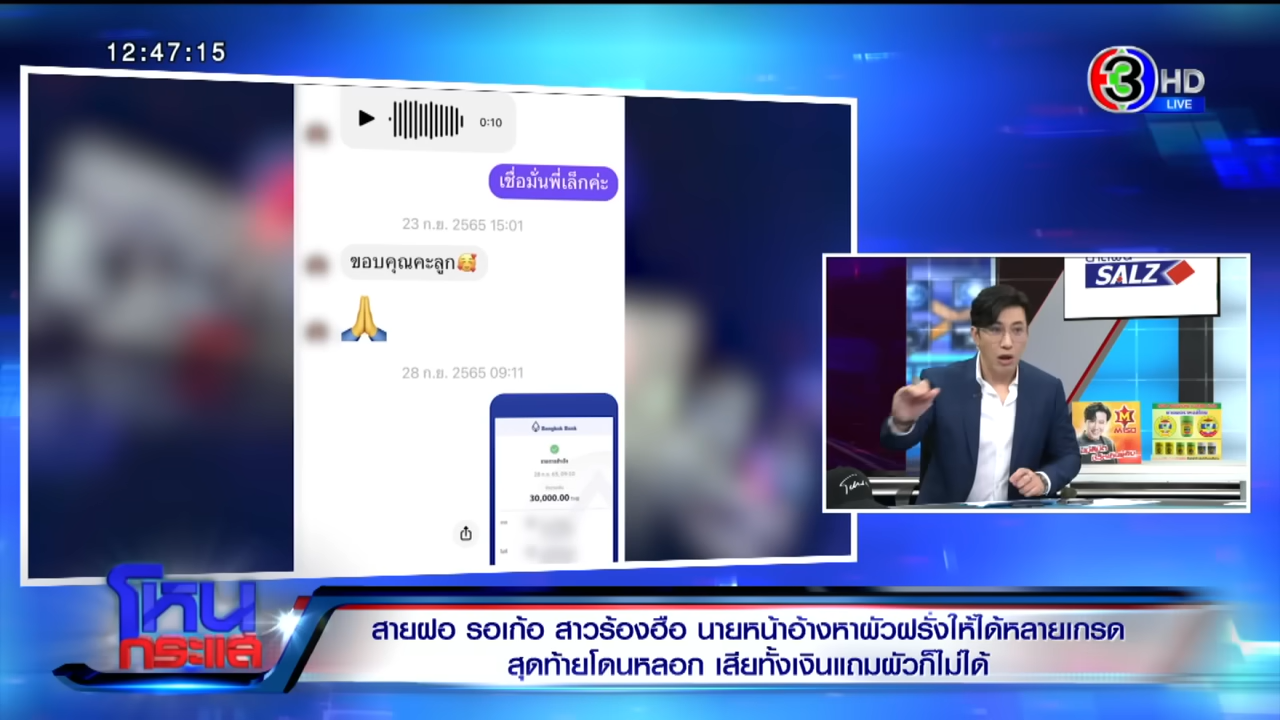 12:47:15
3 HD
LIVE
0:10
เชื่อมั่นพี่เล็กค่ะ
23 ก.ย. 2565 15:01
ขอบคุณคะลูก🥰
🙏
28 ก.ย. 2565 09:11
Bangkok Bank
30,000.00 THB
SALZ
MISO
โหนกระแส
สายฝอ รอเก้อ สาวร้องฮือ นายหน้าอ้างหาผัวฝรั่งให้ได้หลายเกรด
สุดท้ายโดนหลอก เสียทั้งเงินแถมผัวก็ไม่ได้